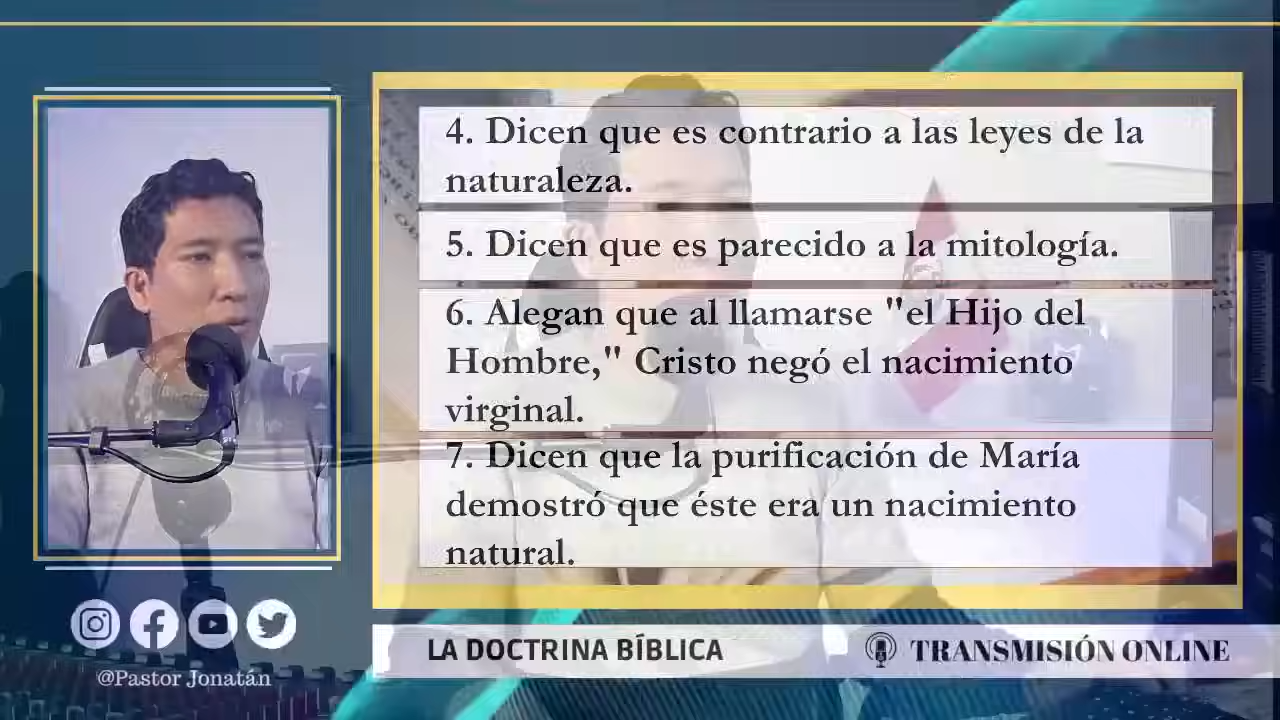 4. Dicen que es contrario a las leyes de la
naturaleza.
5. Dicen que es parecido a la mitología.
6. Alegan que al llamarse "el Hijo del
Hombre," Cristo negó el nacimiento
virginal.
7. Dicen que la purificación de María
demostró que éste era un nacimiento
natural.
@Pastor Jonatán
LA DOCTRINA BÍBLICA
TRANSMISIÓN ONLINE